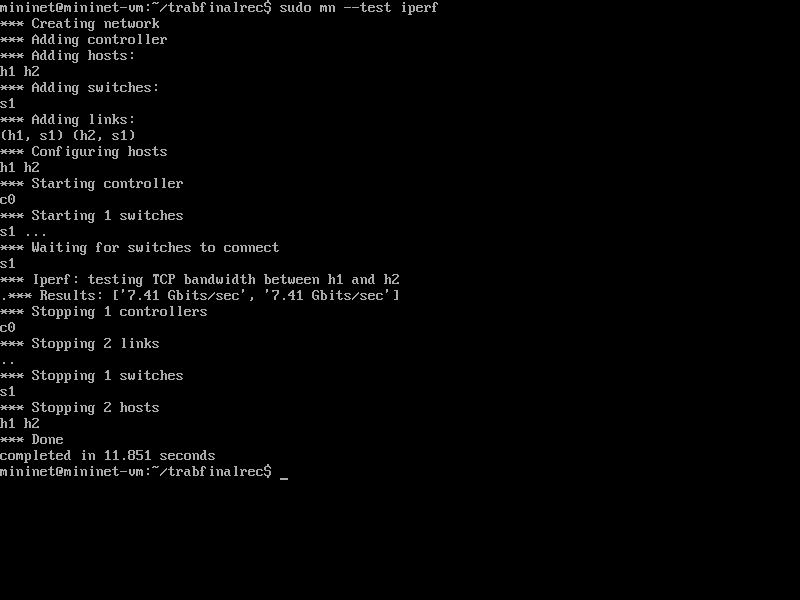 mininet@mininet-vm:~/trabfinalrec$ sudo mn --test iperf
*** Creating network
*** Adding controller
*** Adding hosts:
h1 h2
*** Adding switches:
s1
*** Adding links:
(h1, s1) (h2, s1)
*** Configuring hosts
h1 h2
*** Starting controller
c0
*** Starting 1 switches
s1 ...
*** Waiting for switches to connect
s1
*** Iperf: testing TCP bandwidth between h1 and h2
.*** Results: ['7.41 Gbits/sec', '7.41 Gbits/sec']
*** Stopping 1 controllers
c0
*** Stopping 2 links
..
*** Stopping 1 switches
s1
*** Stopping 2 hosts
h1 h2
*** Done
completed in 11.851 seconds
mininet@mininet-vm:~/trabfinalrec$ _